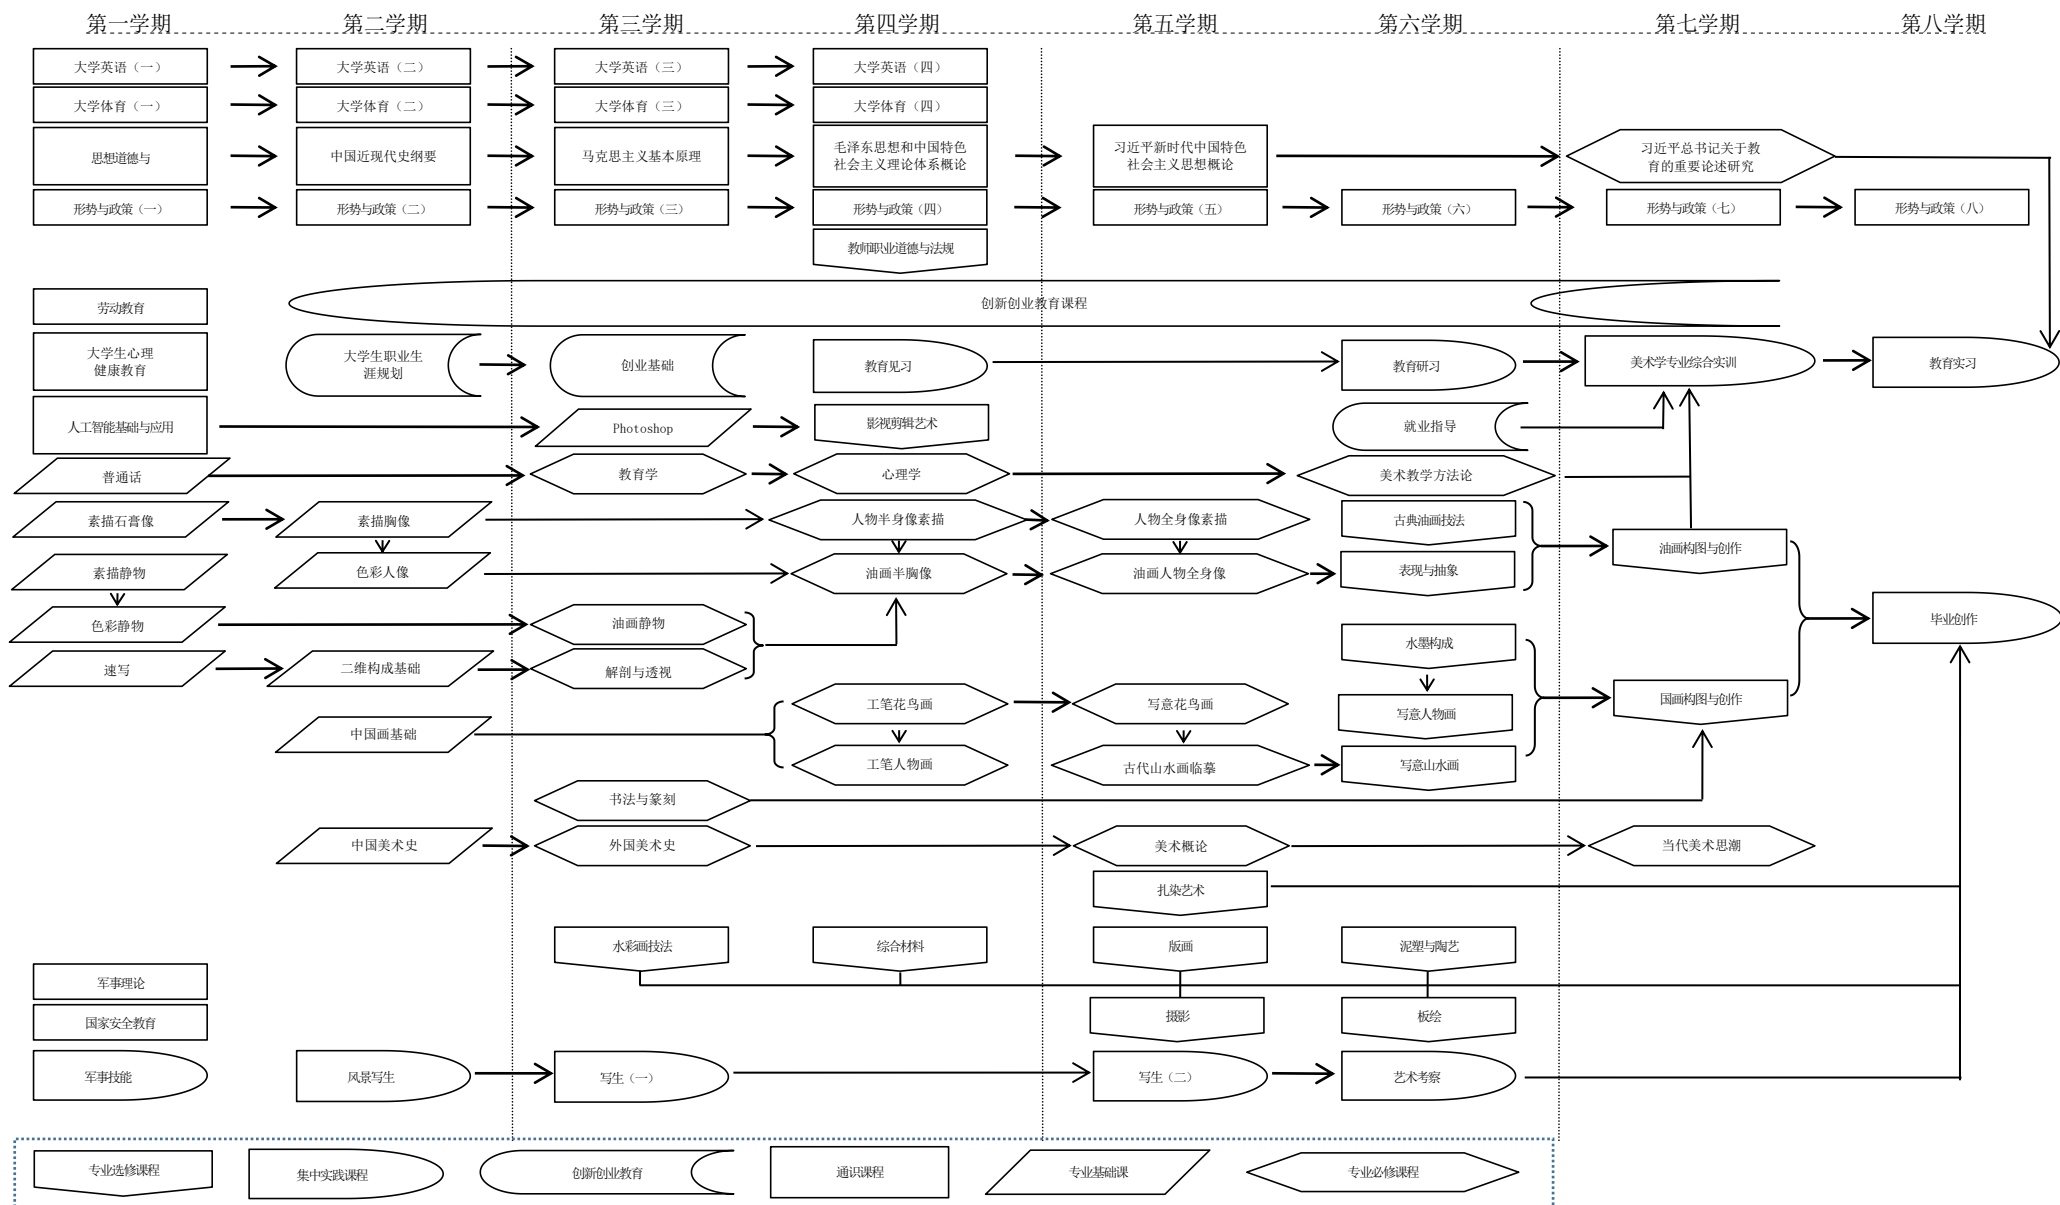 第一学期 第二学期 第三学期 第四学期 第五学期 第六学期 第七学期 第八学期
大学英语（一） 大学英语（二） 大学英语（三） 大学英语（四）
大学体育（一） 大学体育（二） 大学体育（三） 大学体育（四）
思想道德与 中国近现代史纲要 马克思主义基本原理
毛泽东思想和中国特色
社会主义理论体系概论
习近平新时代中国特色
社会主义思想概论
习近平总书记关于教
育的重要论述研究
形势与政策（一） 形势与政策（二） 形势与政策（三） 形势与政策（四） 形势与政策（五） 形势与政策（六） 形势与政策（七） 形势与政策（八）
教师职业道德与法规
劳动教育 创新创业教育课程
大学生心理
健康教育
大学生职业生
涯规划
创业基础 教育见习 教育研习 美术学专业综合实训 教育实习
人工智能基础与应用 Photoshop 影视剪辑艺术 就业指导
普通话 教育学 心理学 美术教学方法论
素描石膏像 素描胸像 人物半身像素描 人物全身像素描 古典油画技法 油画构图与创作
素描静物 色彩人像 油画半胸像 油画人物全身像 表现与抽象
色彩静物 油画静物 水墨构成 毕业创作
速写 二维构成基础 解剖与透视
工笔花鸟画 写意花鸟画 写意人物画 国画构图与创作
中国画基础
工笔人物画 古代山水画临摹 写意山水画
书法与篆刻
中国美术史 外国美术史 美术概论 当代美术思潮
扎染艺术
水彩画技法 综合材料 版画 泥塑与陶艺
军事理论
国家安全教育 摄影 板绘
军事技能 风景写生 写生（一） 写生（二） 艺术考察
专业选修课程 集中实践课程 创新创业教育 通识课程 专业基础课 专业必修课程